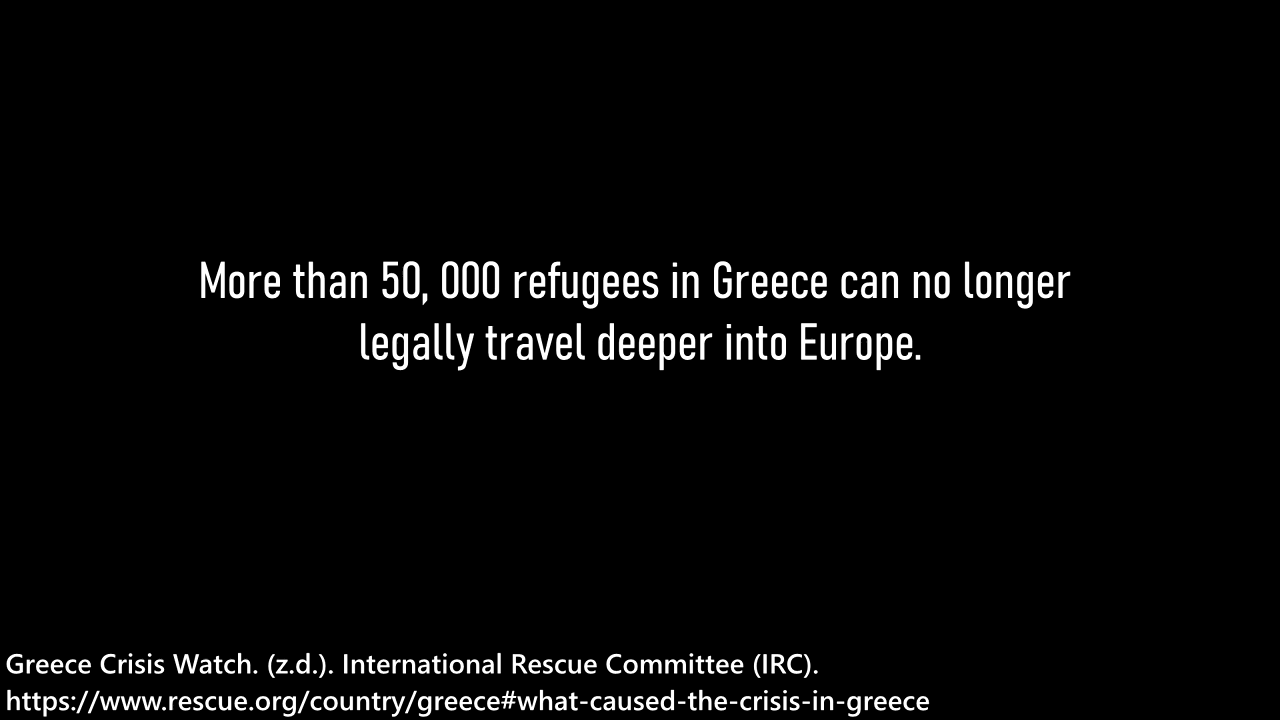 More than 50, 000 refugees in Greece can no longer
legally travel deeper into Europe.
Greece Crisis Watch. (z.d.). International Rescue Committee (IRC).
https://www.rescue.org/country/greece#what-caused-the-crisis-in-greece